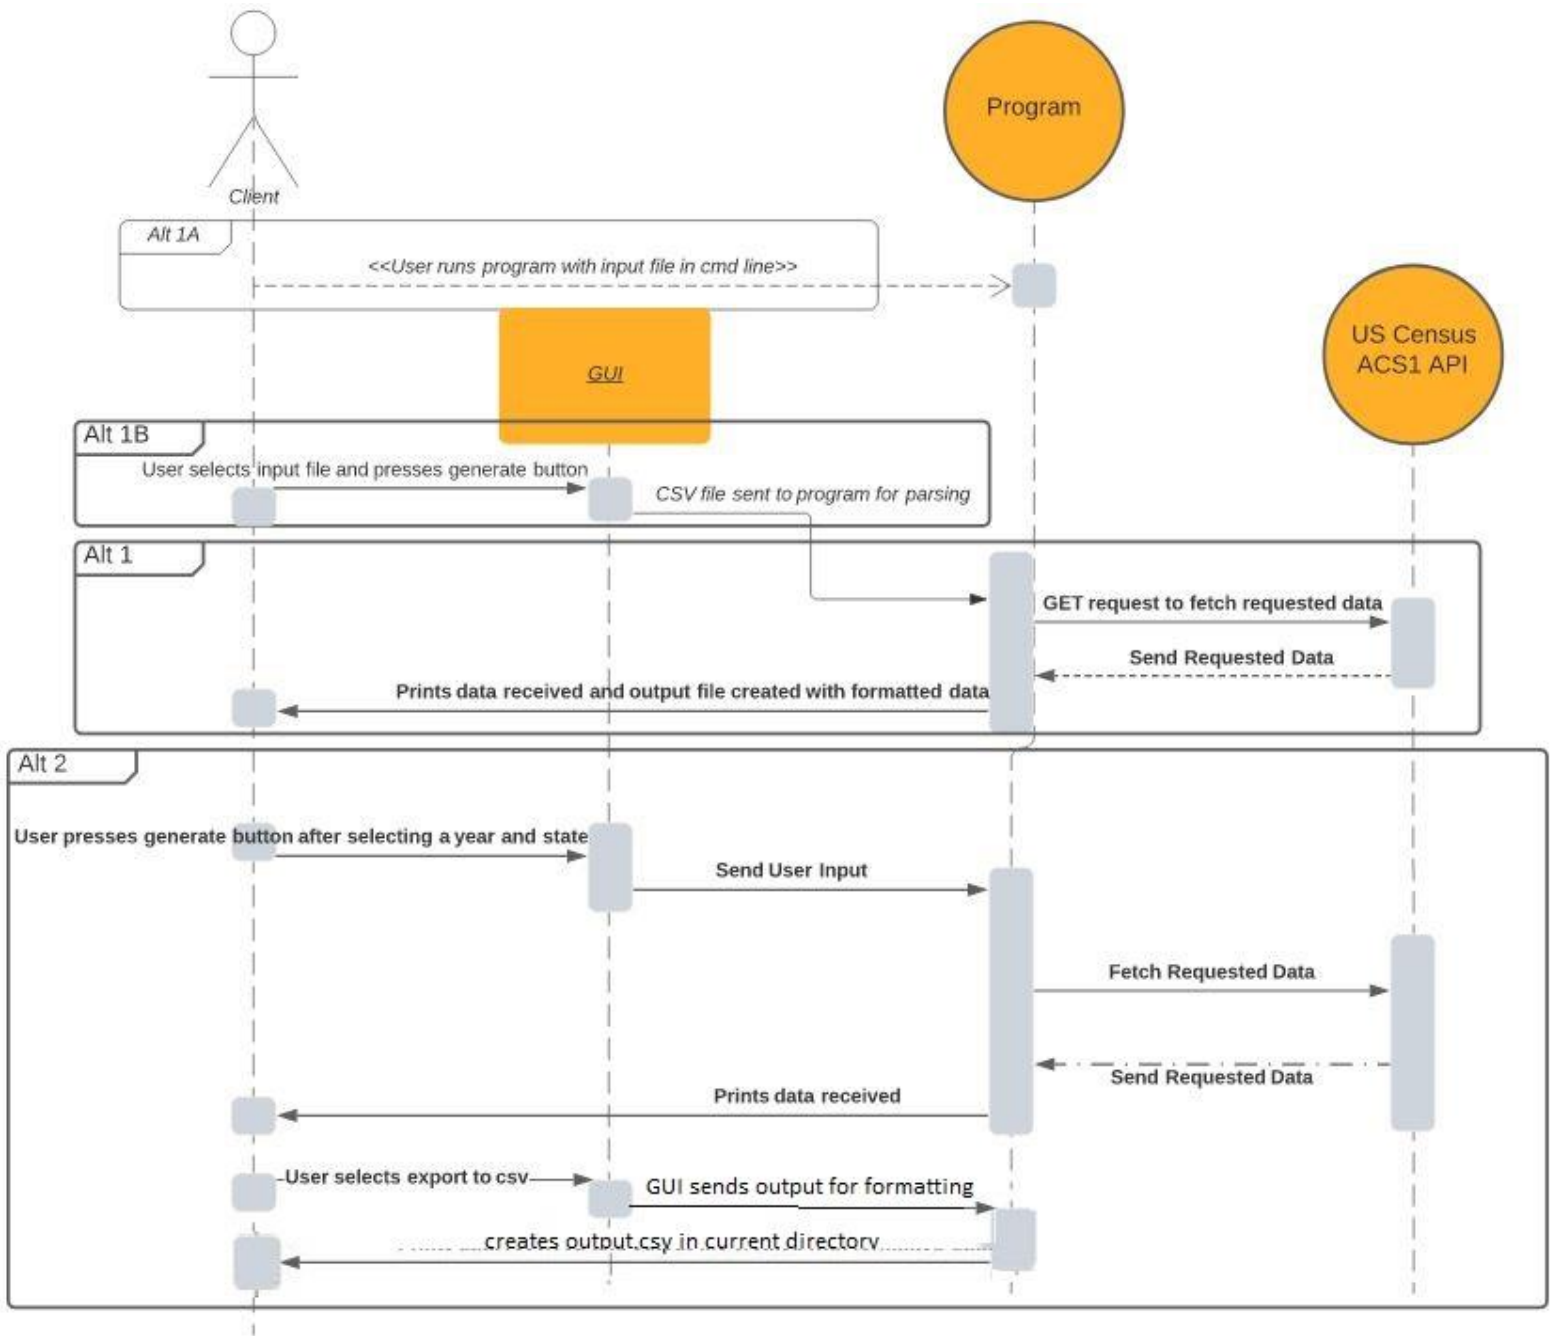 Program
Client
Alt 1A
<<User runs program with input file in cmd line>>
US Census
ACS1 API
GUI
Alt 1B
User selects input file and presses generate button
CSV file sent to program for parsing
Alt 1
GET request to fetch requested data
Send Requested Data
Prints data received and output file created with formatted data
Alt 2
User presses generate button after selecting a year and state
Send User Input
Fetch Requested Data
Send Requested Data
Prints data received
User selects export to csv
GUI sends output for formatting
creates output.csv in current directory